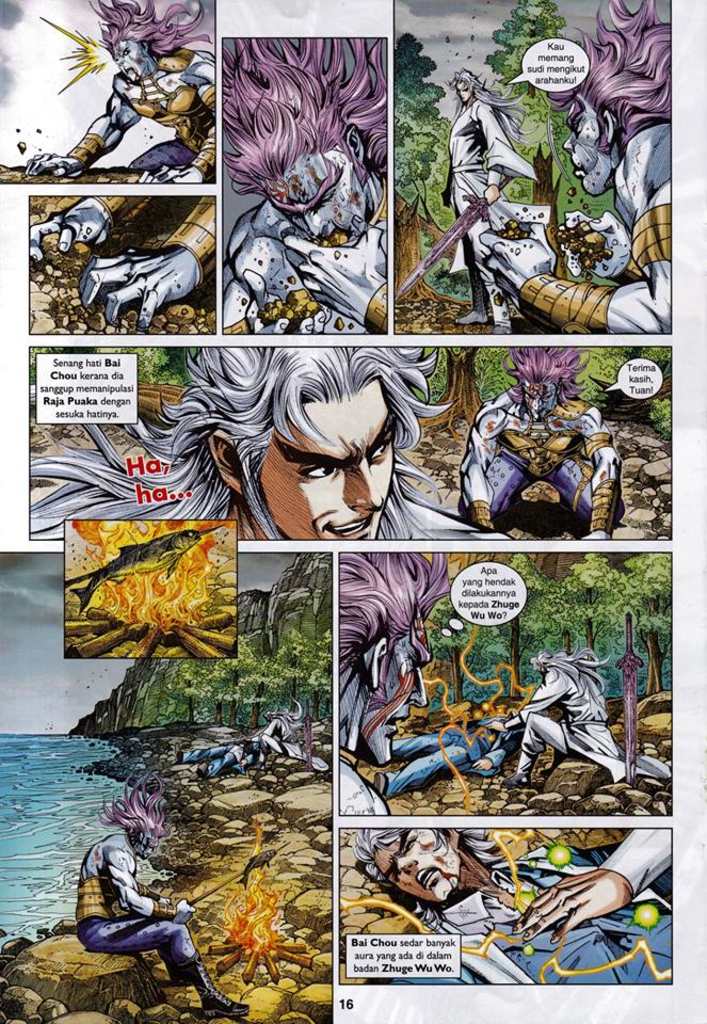 Kau
memang
sudi mengikut
arahanku!
Senang hati Bai
Chou kerana dia
sanggup memanipulasi
Raja Puaka dengan
sesuka hatinya.
Ha,
ha...
Terima
kasih,
Tuan!
Apa
yang hendak
dilakukannya
kepada Zhuge
Wu Wo?
Bai Chou sedar banyak
aura yang ada di dalam
badan Zhuge Wu Wo.
16